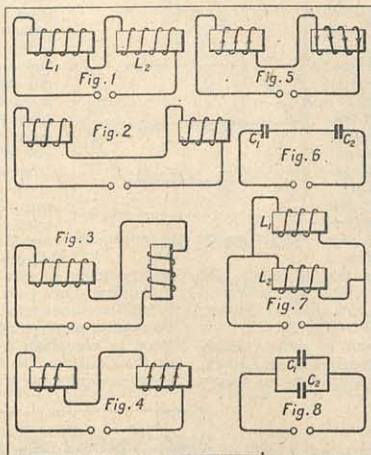 L₁ L₂
Fig. 1
Fig. 5
Fig. 2
C₁ C₂
Fig. 6
Fig. 3
L₁
L₂
Fig. 7
Fig. 4
C₁
C₂
Fig. 8